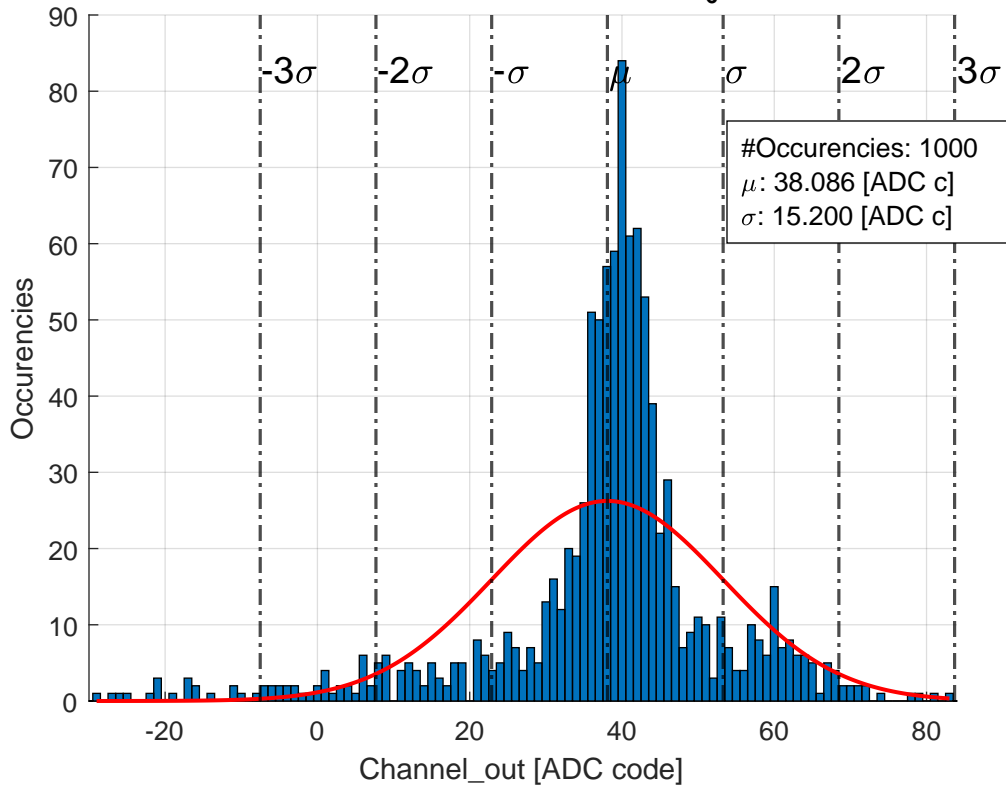 90
80
70
60
50
40
30
20
10
0
-3σ
-2σ
-σ
μ
σ
2σ
3σ
#Occurencies: 1000
μ: 38.086 [ADC c]
σ: 15.200 [ADC c]
Occurencies
-20
0
20
40
60
80
Channel_out [ADC code]